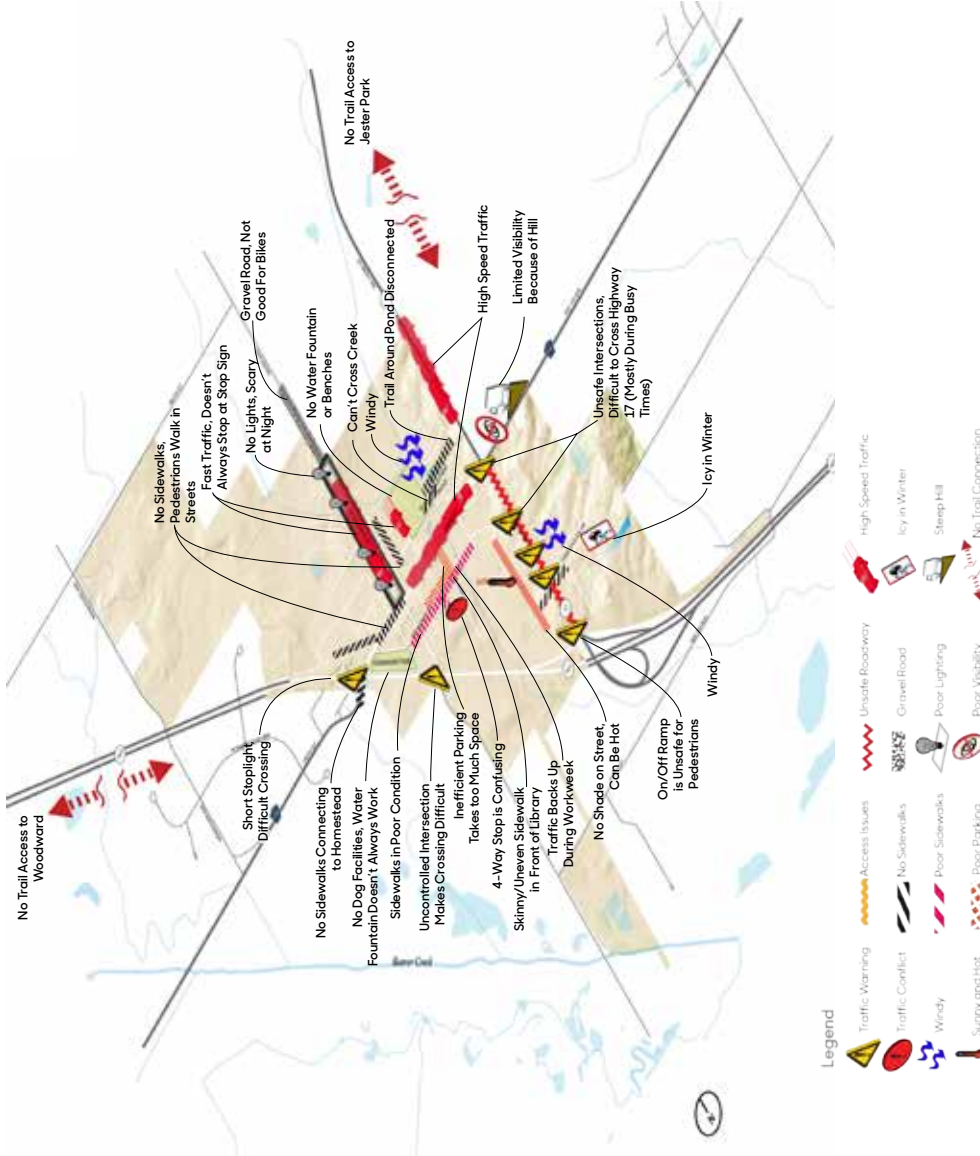 No Trail Access to
Woodward
Short Stoplight,
Difficult Crossing
No Sidewalks Connecting
to Homestead
No Dog Facilities, Water
Fountain Doesn't Always Work
Sidewalks in Poor Condition
Uncontrolled Intersection
Makes Crossing Difficult
Inefficient Parking
Takes too Much Space
4-Way Stop is Confusing
Skinny/Uneven Sidewalk
in Front of Library
Traffic Backs Up
During Workweek
No Shade on Street,
Can Be Hot
On/Off Ramp
is Unsafe for
Pedestrians
Windy
Icy in Winter
No Sidewalks,
Pedestrians Walk in
Streets
Fast Traffic, Doesn't
Always Stop at Stop Sign
No Lights, Scary
at Night
Gravel Road, Not
Good For Bikes
No Water Fountain
or Benches
Can't Cross Creek
Windy
Trail Around Pond Disconnected
High Speed Traffic
Limited Visibility
Because of Hill
Unsafe Intersections,
Difficult to Cross Highway
17 (Mostly During Busy
Times)
No Trail Access to
Jester Park
Beaver Creek
N
Legend
Traffic Warning
Traffic Conflict
Windy
Sunny and Hot
Access Issues
No Sidewalk
Poor Sidewalks
Poor Parking
Unsafe Roadway
Gravel Road
Poor Lighting
Poor Visibility
High Speed Traffic
Icy in Winter
Steep Hill
No Trail Connection